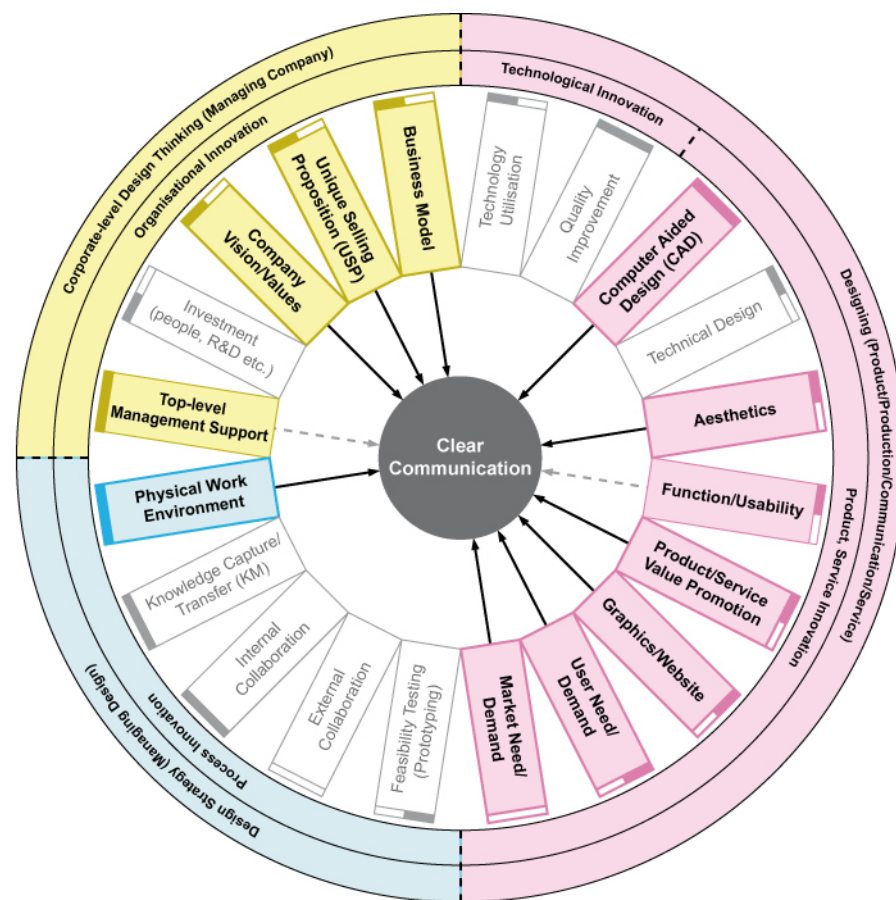 Corporate-level Design Thinking (Managing Company)
Organisational Innovation
Technological Innovation
Designing (Product/Production/Communication/Service)
Product, Service Innovation
Process Innovation
Design Strategy (Managing Design)
Business Model
Technology
Utilisation
Quality
Improvement
Computer Aided
Design (CAD)
Technical Design
Aesthetics
Function/Usability
Product/Service
Value Promotion
Graphics/Website
User Need/
Demand
Market Need/
Demand
Feasibility Testing
(Prototyping)
External
Collaboration
Internal
Collaboration
Knowledge Capture/
Transfer (KM)
Physical Work
Environment
Top-level
Management Support
Investment
(people, R&D etc.)
Company
Vision/Values
Unique Selling
Proposition (USP)
Clear
Communication